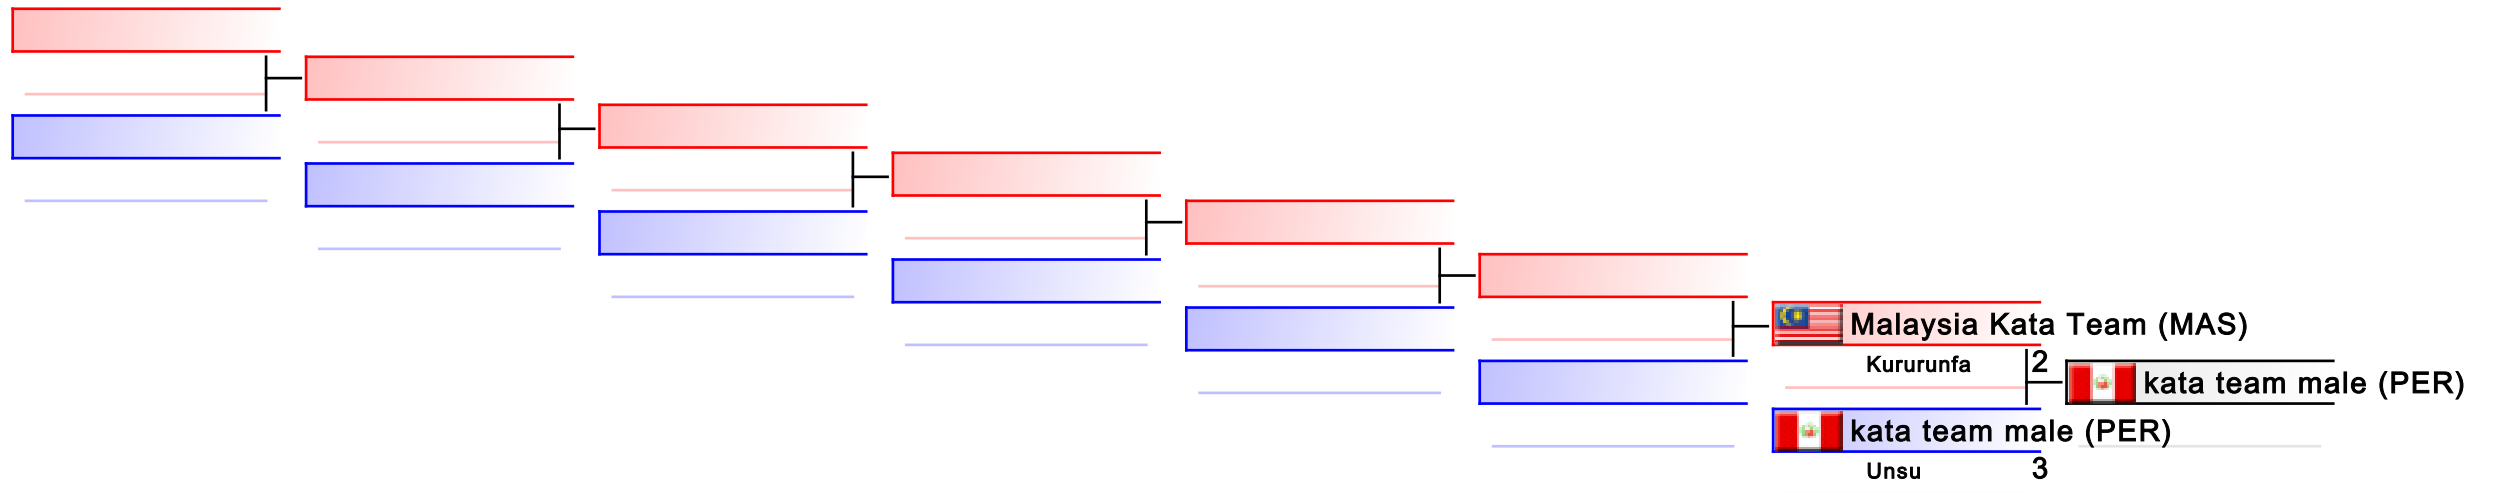 Malaysia Kata Team (MAS)
Kururunfa 2
kata team male (PER)
kata team male (PER)
Unsu 3